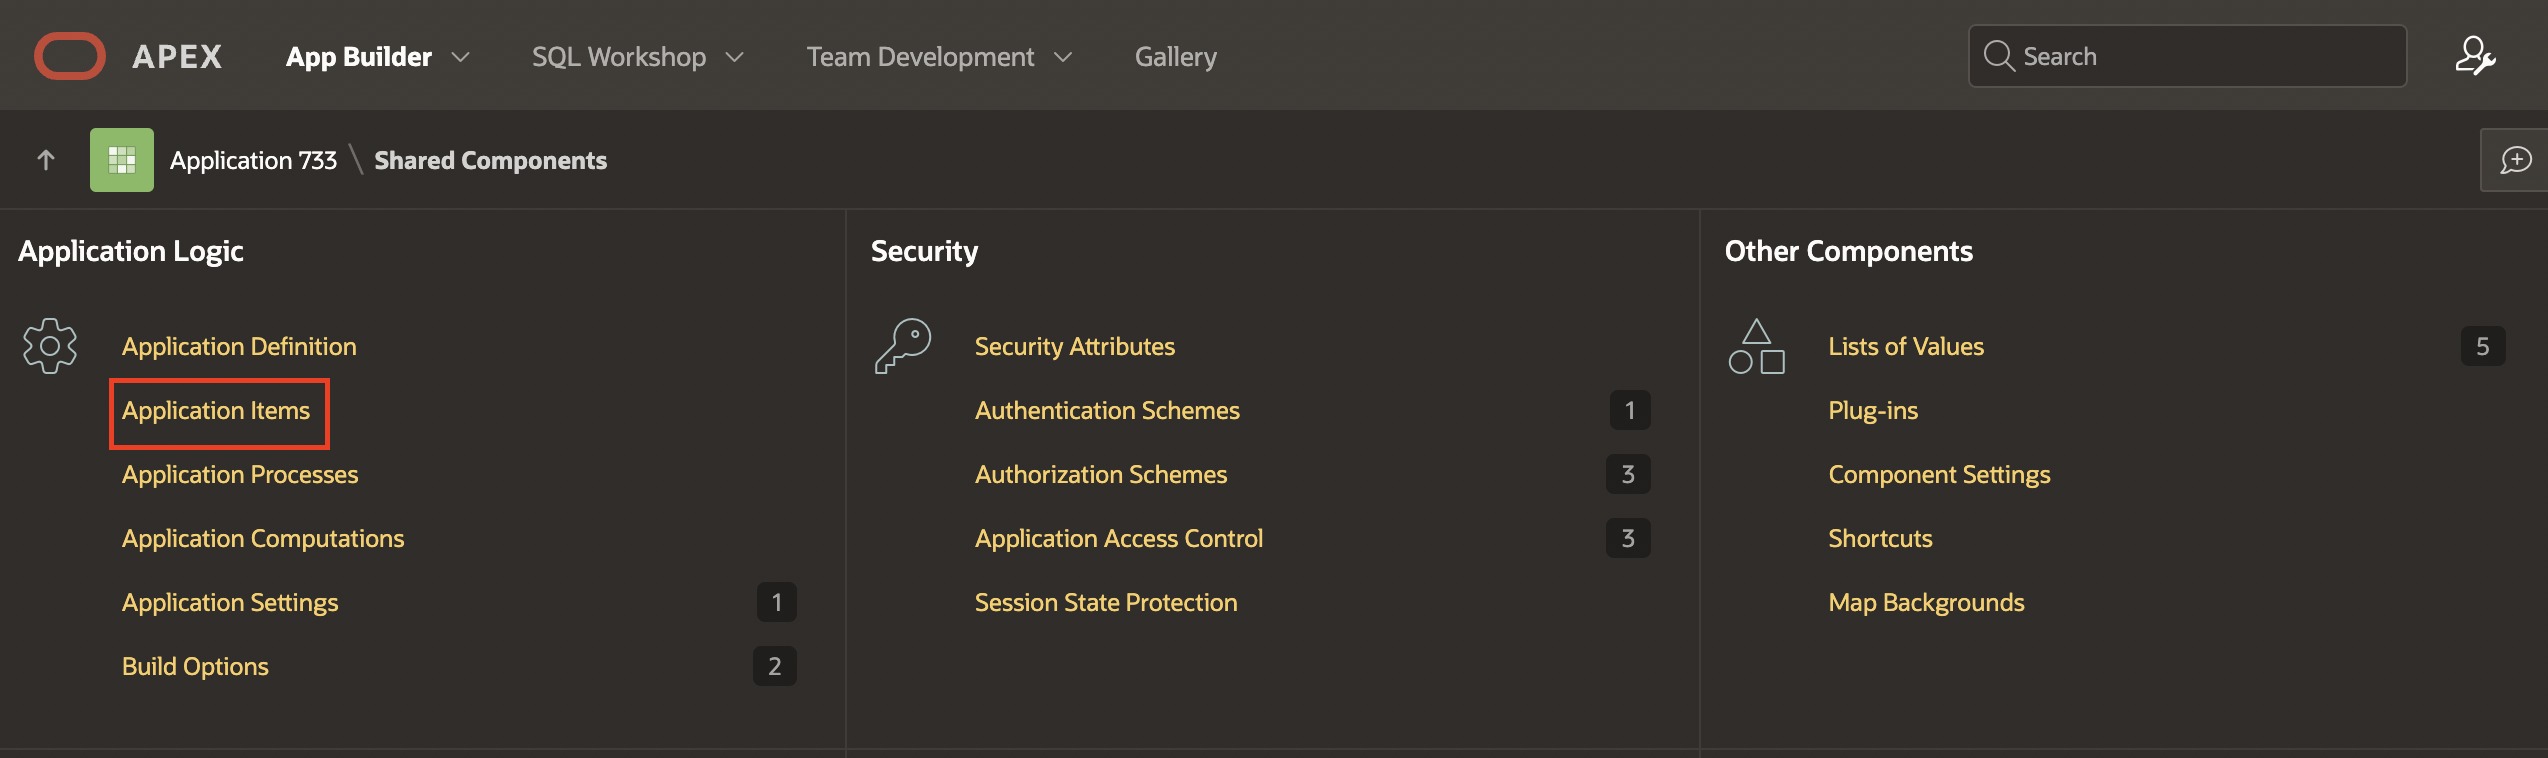 APEX App Builder SQL Workshop Team Development Gallery Search
Application 733 \ Shared Components
Application Logic
Application Definition
Application Items
Application Processes
Application Computations
Application Settings 1
Build Options 2
Security
Security Attributes
Authentication Schemes 1
Authorization Schemes 3
Application Access Control 3
Session State Protection
Other Components
Lists of Values 5
Plug-ins
Component Settings
Shortcuts
Map Backgrounds